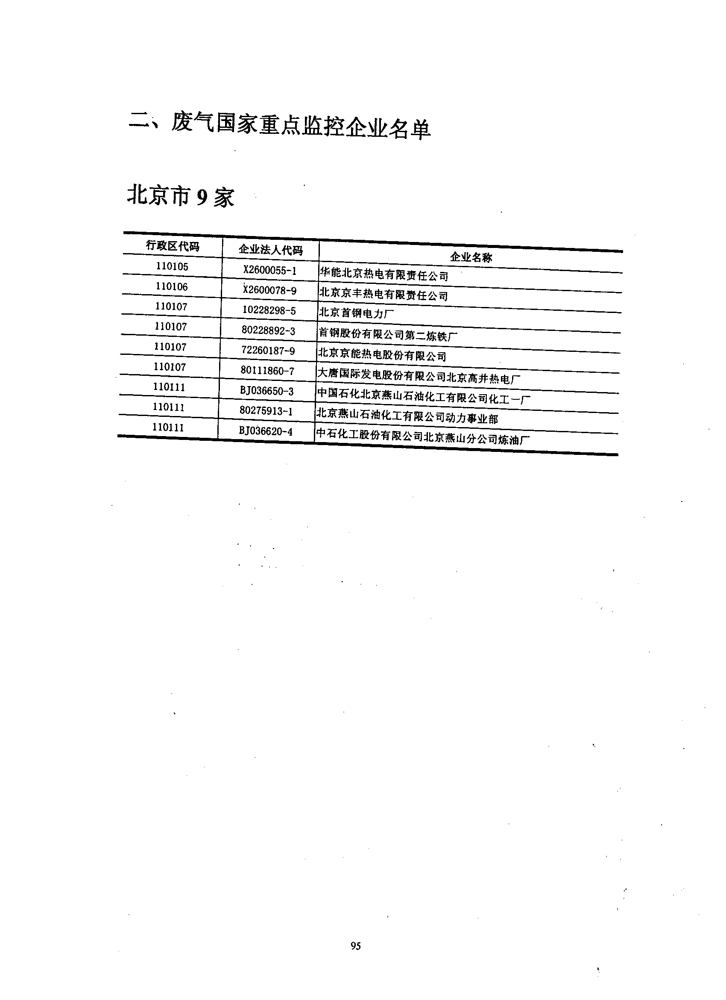 二、废气国家重点监控企业名单
北京市 9 家
行政区代码 企业法人代码 企业名称
110105 X2600055-1 华能北京热电有限责任公司
110106 X2600078-9 北京京丰热电有限责任公司
110107 10228298-5 北京首钢电力厂
110107 80228892-3 首钢股份有限公司第二炼铁厂
110107 72260187-9 北京京能热电股份有限公司
110107 80111860-7 大唐国际发电股份有限公司北京高井热电厂
110111 BJ036650-3 中国石化北京燕山石油化工有限公司化工一厂
110111 80275913-1 北京燕山石油化工有限公司动力事业部
110111 BJ036620-4 中石化工股份有限公司北京燕山分公司炼油厂
95